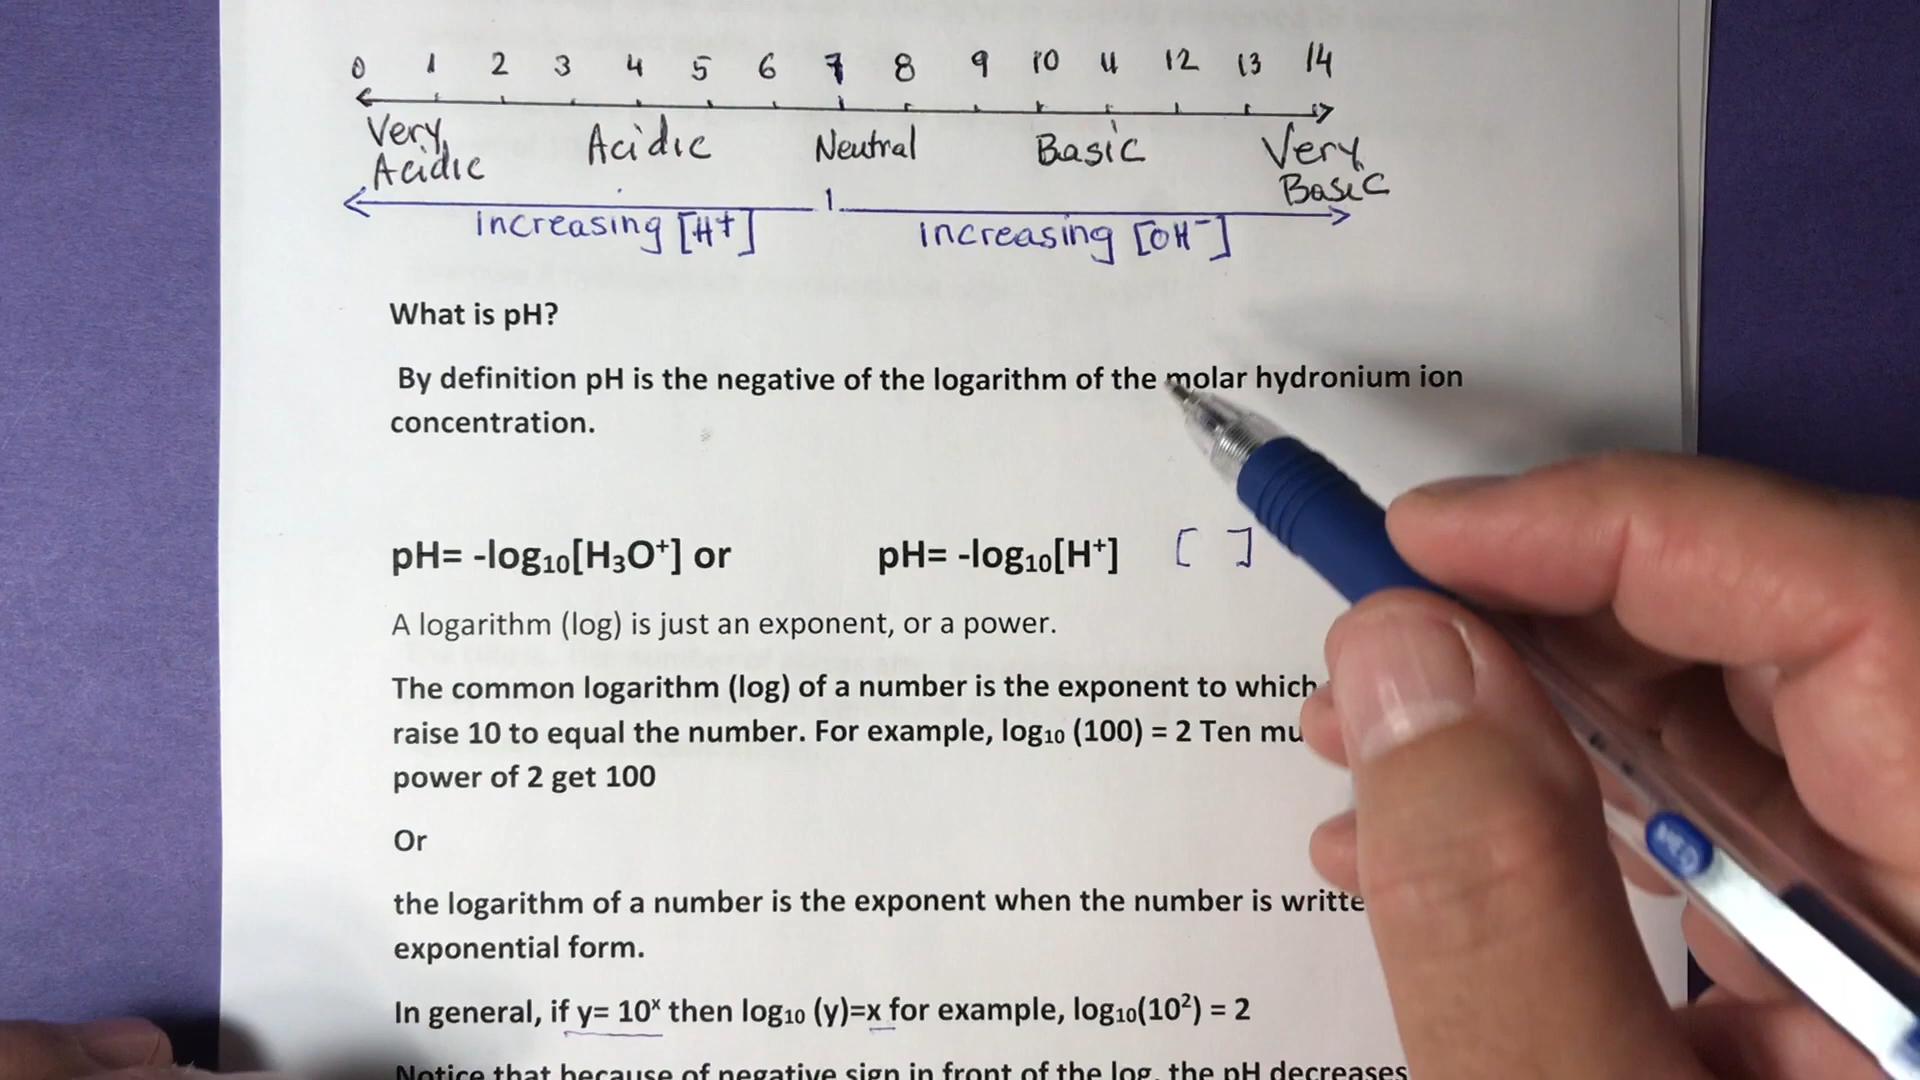 0 1 2 3 4 5 6 7 8 9 10 11 12 13 14
Very Acidic Acidic Neutral Basic Very Basic
increasing [H⁺] increasing [OH⁻]
What is pH?
By definition pH is the negative of the logarithm of the molar hydronium ion
concentration.
pH= -log₁₀[H₃O⁺] or pH= -log₁₀[H⁺] [ ]
A logarithm (log) is just an exponent, or a power.
The common logarithm (log) of a number is the exponent to which
raise 10 to equal the number. For example, log₁₀ (100) = 2 Ten mu
power of 2 get 100
Or
the logarithm of a number is the exponent when the number is writte
exponential form.
In general, if y= 10ˣ then log₁₀ (y)=x for example, log₁₀(10²) = 2
Notice that because of negative sign in front of the log, the pH decreases